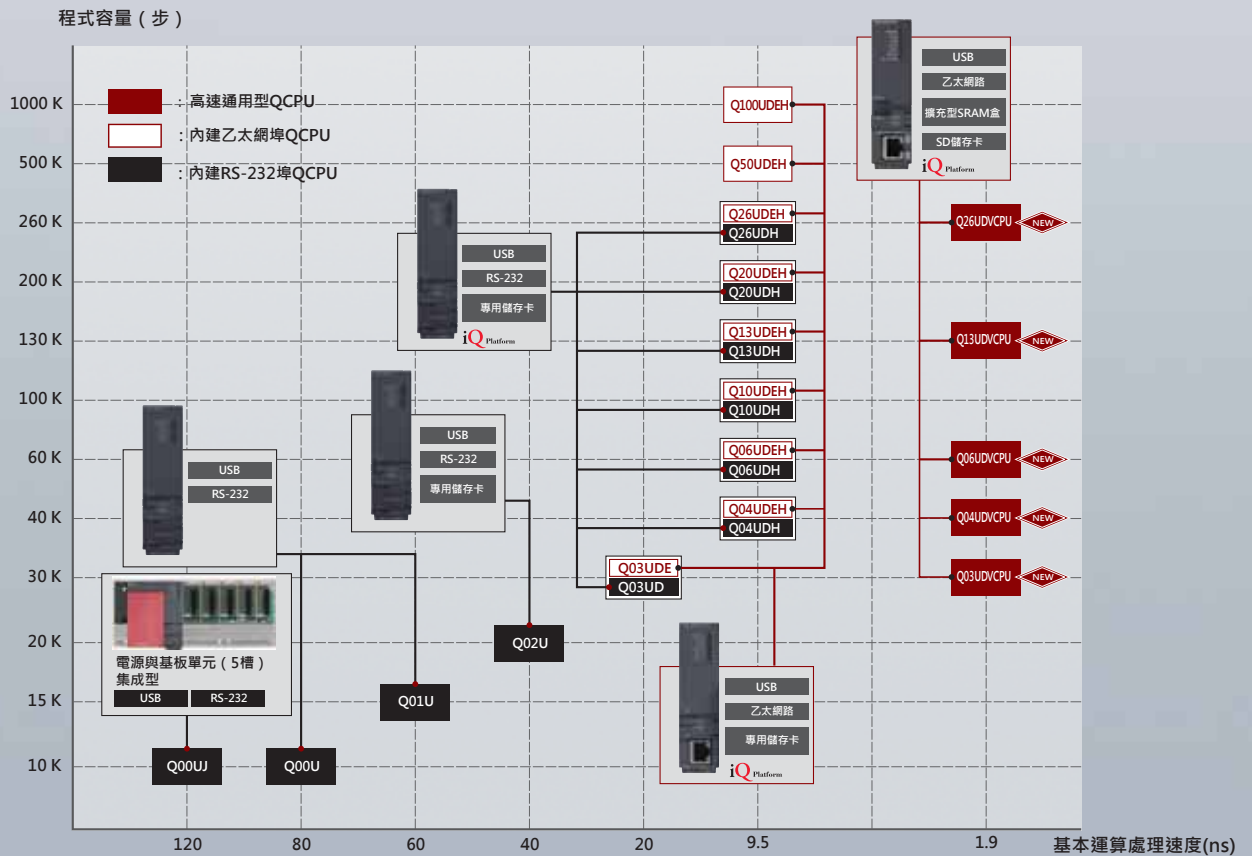 程式容量（步）
1000 K
500 K
260 K
200 K
130 K
100 K
60 K
40 K
30 K
20 K
15 K
10 K
：高速通用型QCPU
：內建乙太網埠QCPU
：內建RS-232埠QCPU
USB
乙太網路
擴充型SRAM盒
SD儲存卡
iQ Platform
Q26UDVCPU NEW
Q13UDVCPU NEW
Q06UDVCPU NEW
Q04UDVCPU NEW
Q03UDVCPU NEW
Q100UDEH
Q50UDEH
Q26UDEH
Q26UDH
Q20UDEH
Q20UDH
Q13UDEH
Q13UDH
Q10UDEH
Q10UDH
Q06UDEH
Q06UDH
Q04UDEH
Q04UDH
Q03UDE
Q03UD
USB
RS-232
專用儲存卡
iQ Platform
USB
RS-232
專用儲存卡
USB
RS-232
電源與基板單元（5槽）
集成型
USB
RS-232
Q02U
Q01U
Q00UJ
Q00U
USB
乙太網路
專用儲存卡
iQ Platform
120
80
60
40
20
9.5
1.9
基本運算處理速度(ns)